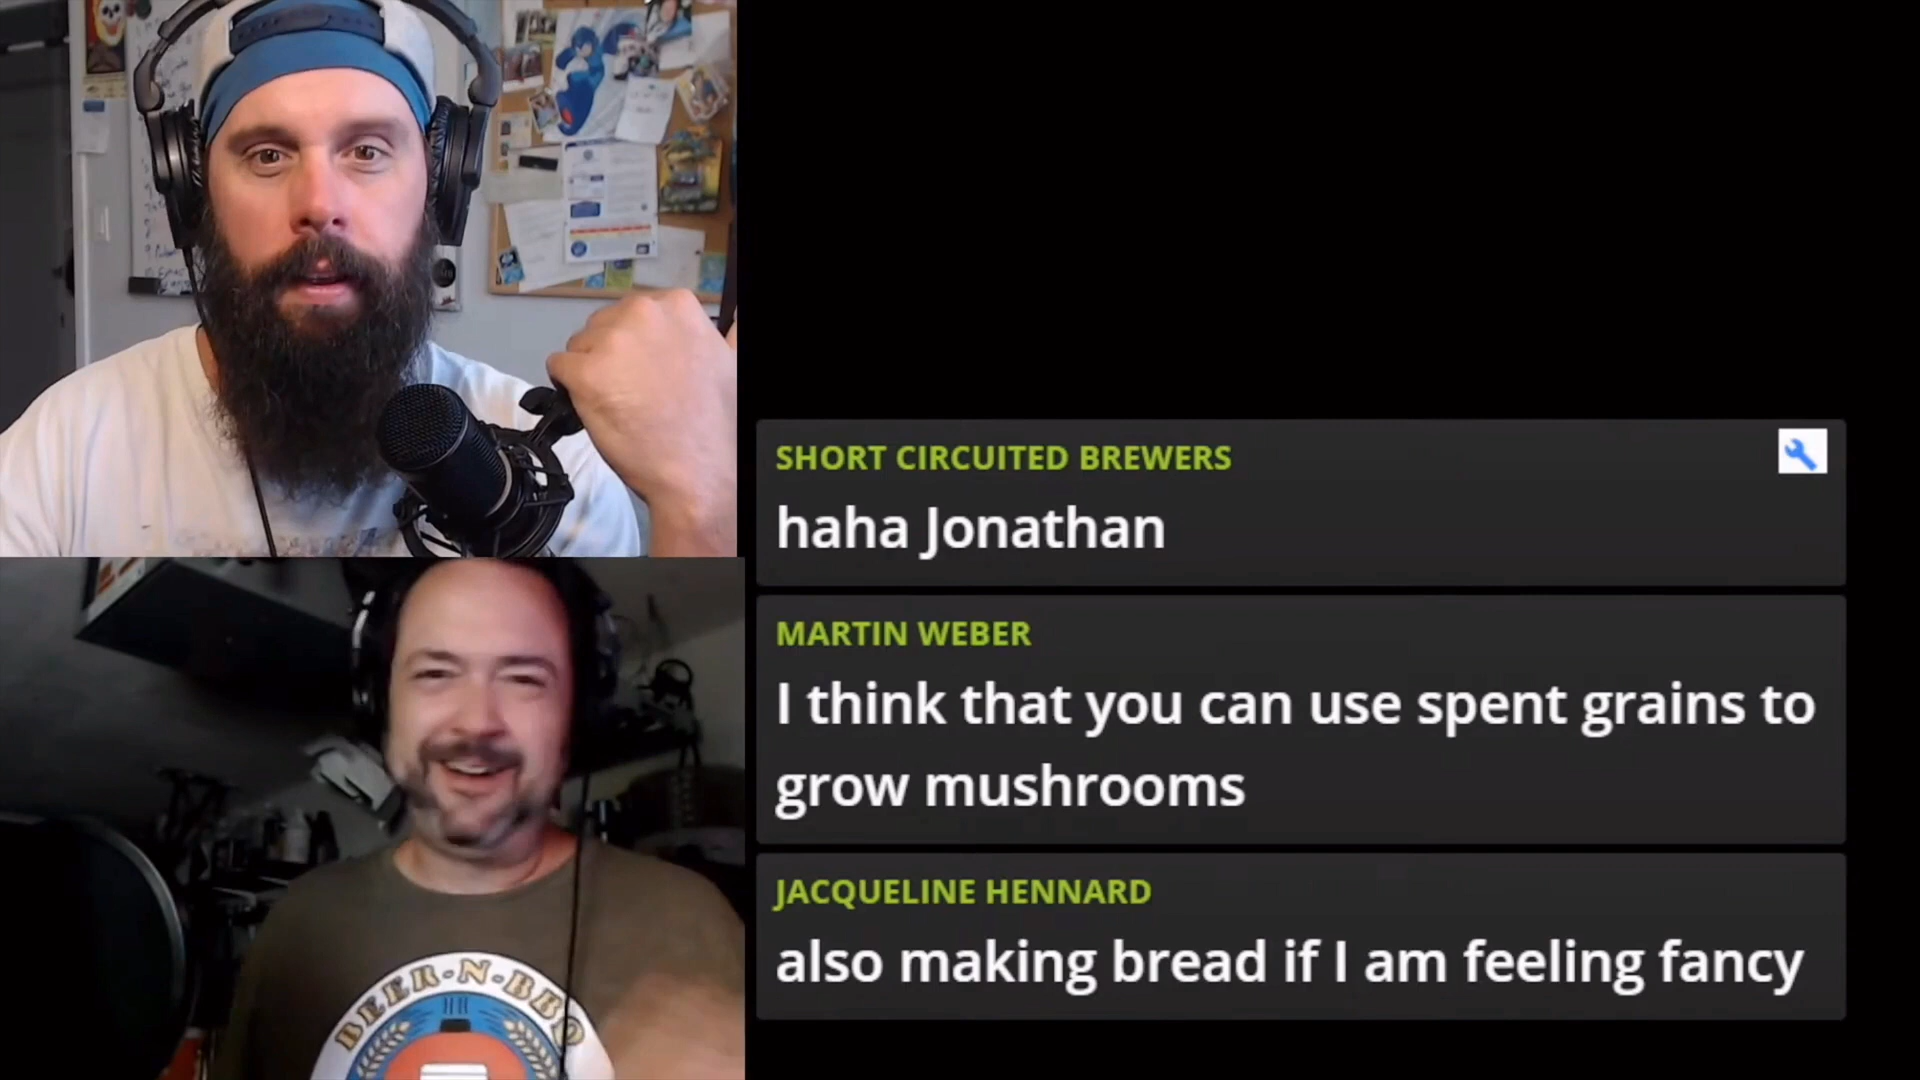 SHORT CIRCUITED BREWERS
haha Jonathan
MARTIN WEBER
I think that you can use spent grains to
grow mushrooms
JACQUELINE HENNARD
also making bread if I am feeling fancy
BEER-N-BBQ